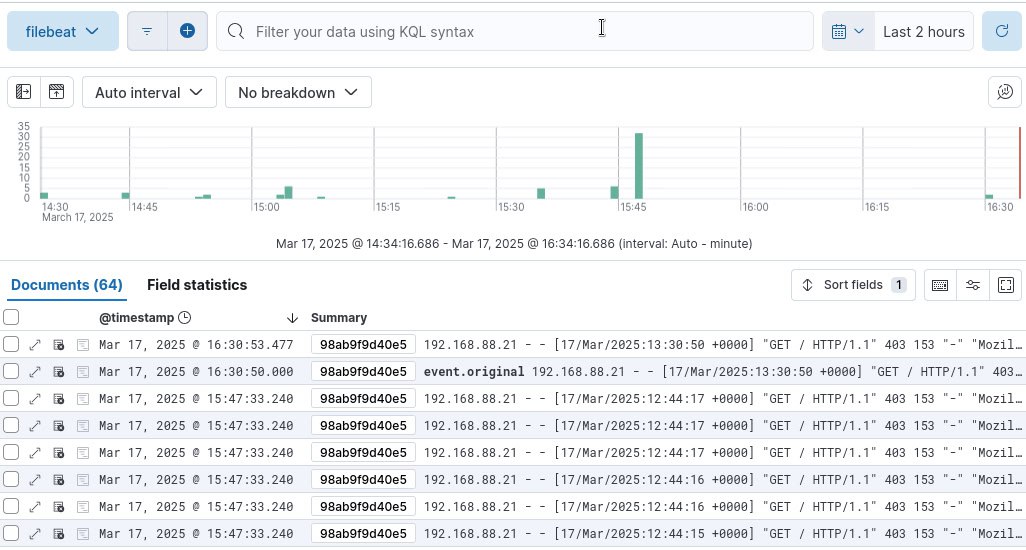 filebeat
Filter your data using KQL syntax
Last 2 hours
Auto interval
No breakdown
35
30
25
20
15
10
5
0
14:30 14:45 15:00 15:15 15:30 15:45 16:00 16:15 16:30
March 17, 2025
Mar 17, 2025 @ 14:34:16.686 - Mar 17, 2025 @ 16:34:16.686 (interval: Auto - minute)
Documents (64) Field statistics Sort fields 1
@timestamp Summary
Mar 17, 2025 @ 16:30:53.477 98ab9f9d40e5 192.168.88.21 - - [17/Mar/2025:13:30:50 +0000] "GET / HTTP/1.1" 403 153 "-" "Mozil…
Mar 17, 2025 @ 16:30:50.000 98ab9f9d40e5 event.original 192.168.88.21 - - [17/Mar/2025:13:30:50 +0000] "GET / HTTP/1.1" 403…
Mar 17, 2025 @ 15:47:33.240 98ab9f9d40e5 192.168.88.21 - - [17/Mar/2025:12:44:17 +0000] "GET / HTTP/1.1" 403 153 "-" "Mozil…
Mar 17, 2025 @ 15:47:33.240 98ab9f9d40e5 192.168.88.21 - - [17/Mar/2025:12:44:17 +0000] "GET / HTTP/1.1" 403 153 "-" "Mozil…
Mar 17, 2025 @ 15:47:33.240 98ab9f9d40e5 192.168.88.21 - - [17/Mar/2025:12:44:17 +0000] "GET / HTTP/1.1" 403 153 "-" "Mozil…
Mar 17, 2025 @ 15:47:33.240 98ab9f9d40e5 192.168.88.21 - - [17/Mar/2025:12:44:16 +0000] "GET / HTTP/1.1" 403 153 "-" "Mozil…
Mar 17, 2025 @ 15:47:33.240 98ab9f9d40e5 192.168.88.21 - - [17/Mar/2025:12:44:16 +0000] "GET / HTTP/1.1" 403 153 "-" "Mozil…
Mar 17, 2025 @ 15:47:33.240 98ab9f9d40e5 192.168.88.21 - - [17/Mar/2025:12:44:15 +0000] "GET / HTTP/1.1" 403 153 "-" "Mozil…